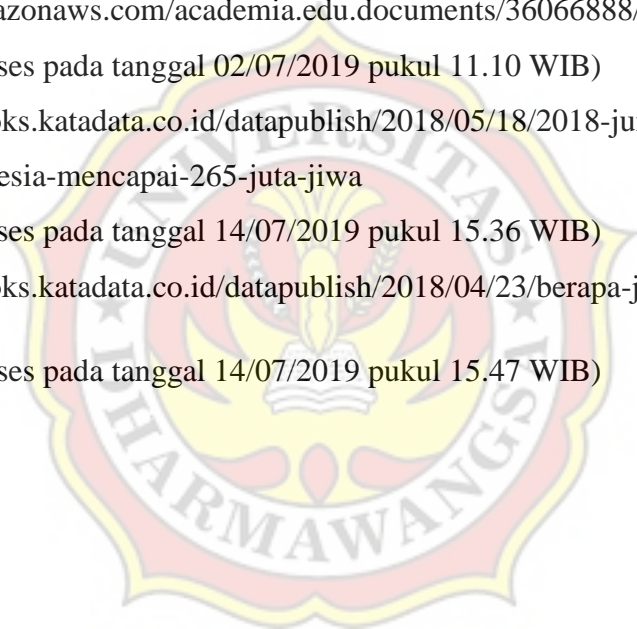 azonaws.com/academia.edu.documents/36066888/
ses pada tanggal 02/07/2019 pukul 11.10 WIB)
oks.katadata.co.id/datapublish/2018/05/18/2018-ju
esia-mencapai-265-juta-jiwa
ses pada tanggal 14/07/2019 pukul 15.36 WIB)
oks.katadata.co.id/datapublish/2018/04/23/berapa-j
ses pada tanggal 14/07/2019 pukul 15.47 WIB)
UNIVERSITAS
DHARMAWANGSA